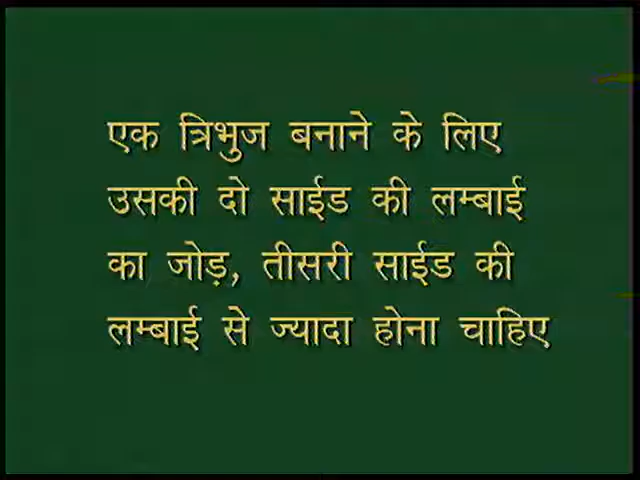 एक त्रिभुज बनाने के लिए
उसकी दो साईड की लम्बाई
का जोड़, तीसरी साईड की
लम्बाई से ज्यादा होना चाहिए